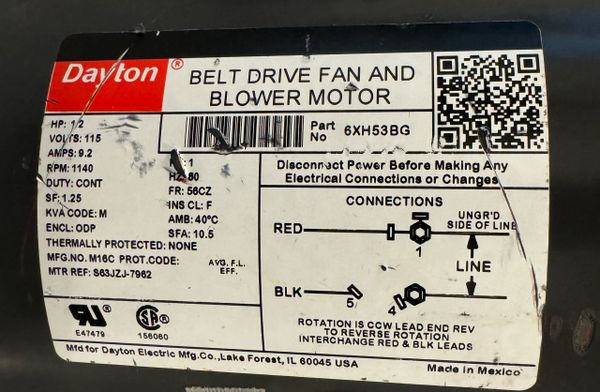 Dayton®
BELT DRIVE FAN AND
BLOWER MOTOR
Part No. 6XH53BG
HP: 1/2
VOLTS: 115
AMPS: 9.2
RPM: 1140
DUTY: CONT
SF: 1.25
KVA CODE: M
ENCL: ODP
THERMALLY PROTECTED: NONE
MFG.NO. M16C PROT.CODE:
MTR REF: S63JZJ-7962
: 1
HZ: 60
FR: 56CZ
INS CL: F
AMB: 40°C
SFA: 10.5
AVG. F.L.
EFF.
E47479
156060
Disconnect Power Before Making Any
Electrical Connections or Changes
CONNECTIONS
UNGR'D
SIDE OF LINE
RED
1
LINE
BLK
5
4
ROTATION IS CCW LEAD END REV
TO REVERSE ROTATION
INTERCHANGE RED & BLK LEADS
Mfd for Dayton Electric Mfg.Co.,Lake Forest, IL 60045 USA
Made in Mexico